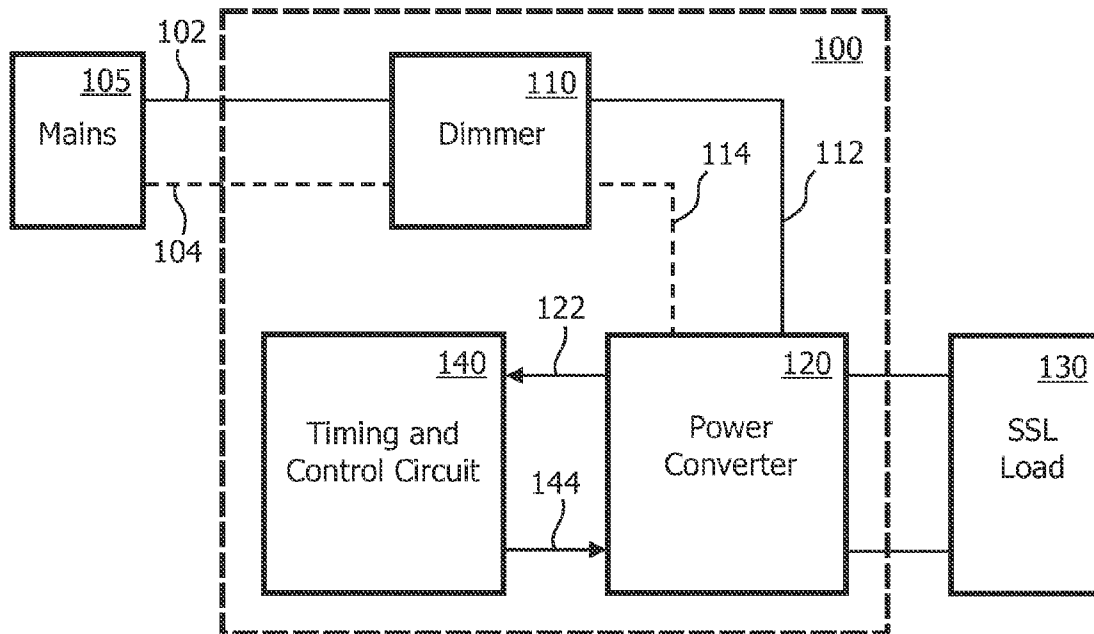 102
105
Mains
104
100
110
Dimmer
114
112
122
140
Timing and
Control Circuit
144
120
Power
Converter
130
SSL
Load